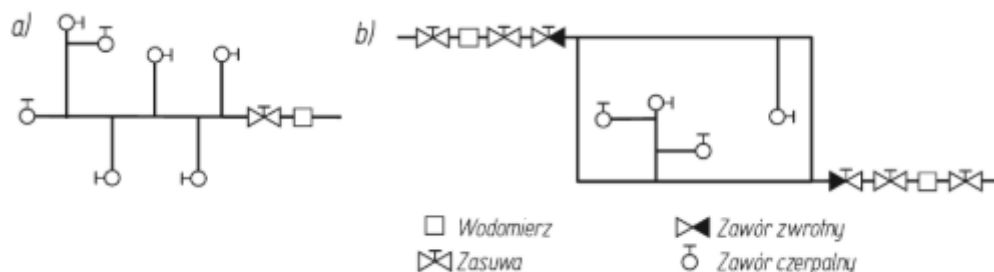 a)
b)
Wodomierz
Zawór zwrotny
Zasuwa
Zawór czerpalny